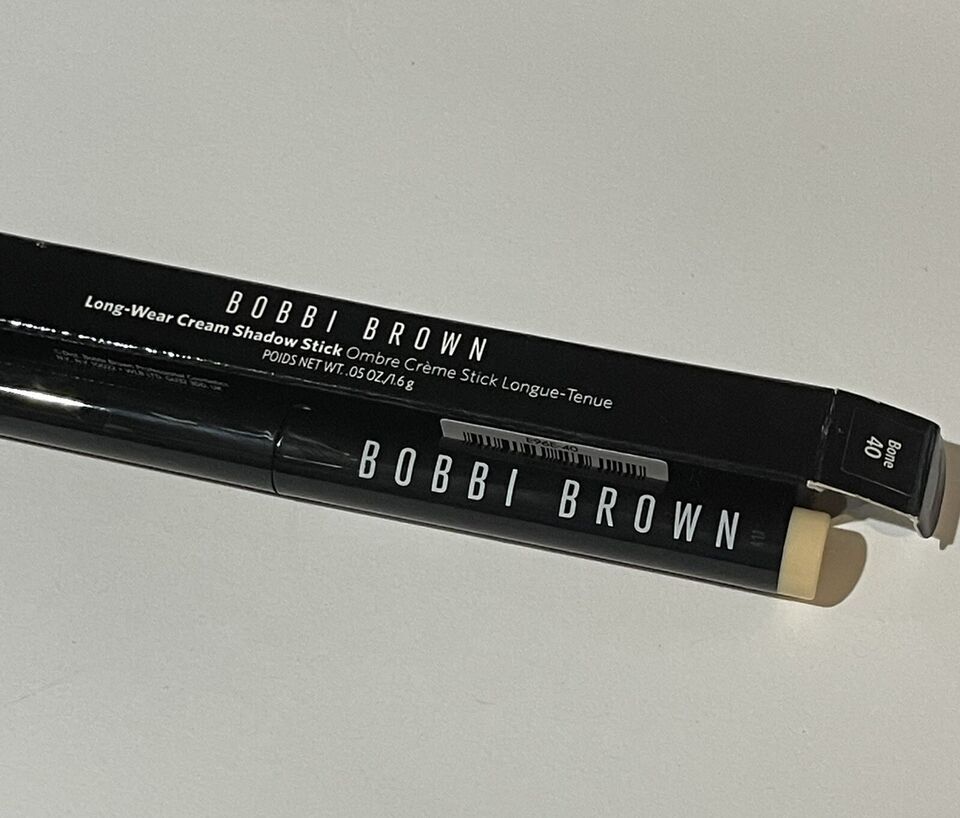 BOBBI BROWN
Long-Wear Cream Shadow Stick Ombre Crème Stick Longue-Tenue
POIDS NET WT. .05 OZ./1.6 g
Bone
40
BOBBI BROWN